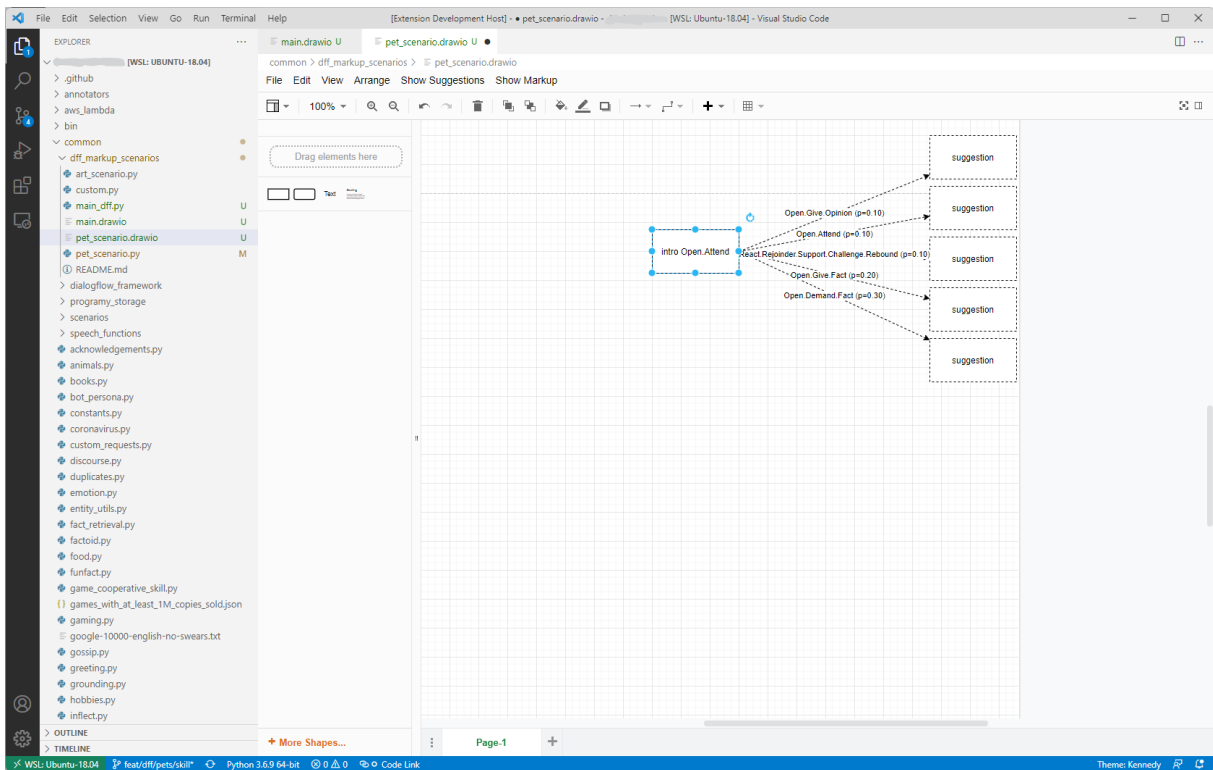 File Edit Selection View Go Run Terminal Help [Extension Development Host] - ● pet_scenario.drawio - [WSL: Ubuntu-18.04] - Visual Studio Code
EXPLORER ···
main.drawio U pet_scenario.drawio U ●
[WSL: UBUNTU-18.04]
common > dff_markup_scenarios > pet_scenario.drawio
File Edit View Arrange Show Suggestions Show Markup
100%
.github
annotators
aws_lambda
bin
common
dff_markup_scenarios
art_scenario.py
custom.py
main_dff.py U
main.drawio U
pet_scenario.drawio U
pet_scenario.py M
README.md
dialogflow_framework
programy_storage
scenarios
speech_functions
acknowledgements.py
animals.py
books.py
bot_persona.py
constants.py
coronavirus.py
custom_requests.py
discourse.py
duplicates.py
emotion.py
entity_utils.py
fact_retrieval.py
factoid.py
food.py
funfact.py
game_cooperative_skill.py
games_with_at_least_1M_copies_sold.json
gaming.py
google-10000-english-no-swears.txt
gossip.py
greeting.py
grounding.py
hobbies.py
inflect.py
OUTLINE
TIMELINE
Drag elements here
Text
intro Open.Attend
Open.Give.Opinion (p=0.10)
Open.Attend (p=0.10)
React.Rejoinder.Support.Challenge.Rebound (p=0.10)
Open.Give.Fact (p=0.20)
Open.Demand.Fact (p=0.30)
suggestion
suggestion
suggestion
suggestion
suggestion
+ More Shapes...
Page-1
1
4
WSL: Ubuntu-18.04 feat/dff/pets/skill* Python 3.6.9 64-bit 0 0 Code Link Theme: Kennedy